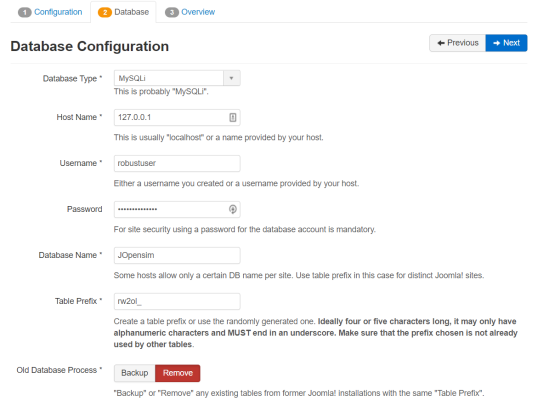 1 Configuration 2 Database 3 Overview
Database Configuration
← Previous → Next
Database Type * MySQLi
This is probably "MySQLi".
Host Name * 127.0.0.1
This is usually "localhost" or a name provided by your host.
Username * robustuser
Either a username you created or a username provided by your host.
Password ••••••••••••••
For site security using a password for the database account is mandatory.
Database Name * JOpensim
Some hosts allow only a certain DB name per site. Use table prefix in this case for distinct Joomla! sites.
Table Prefix * rw2ol_
Create a table prefix or use the randomly generated one. Ideally four or five characters long, it may only have
alphanumeric characters and MUST end in an underscore. Make sure that the prefix chosen is not already
used by other tables.
Old Database Process * Backup Remove
"Backup" or "Remove" any existing tables from former Joomla! installations with the same "Table Prefix".